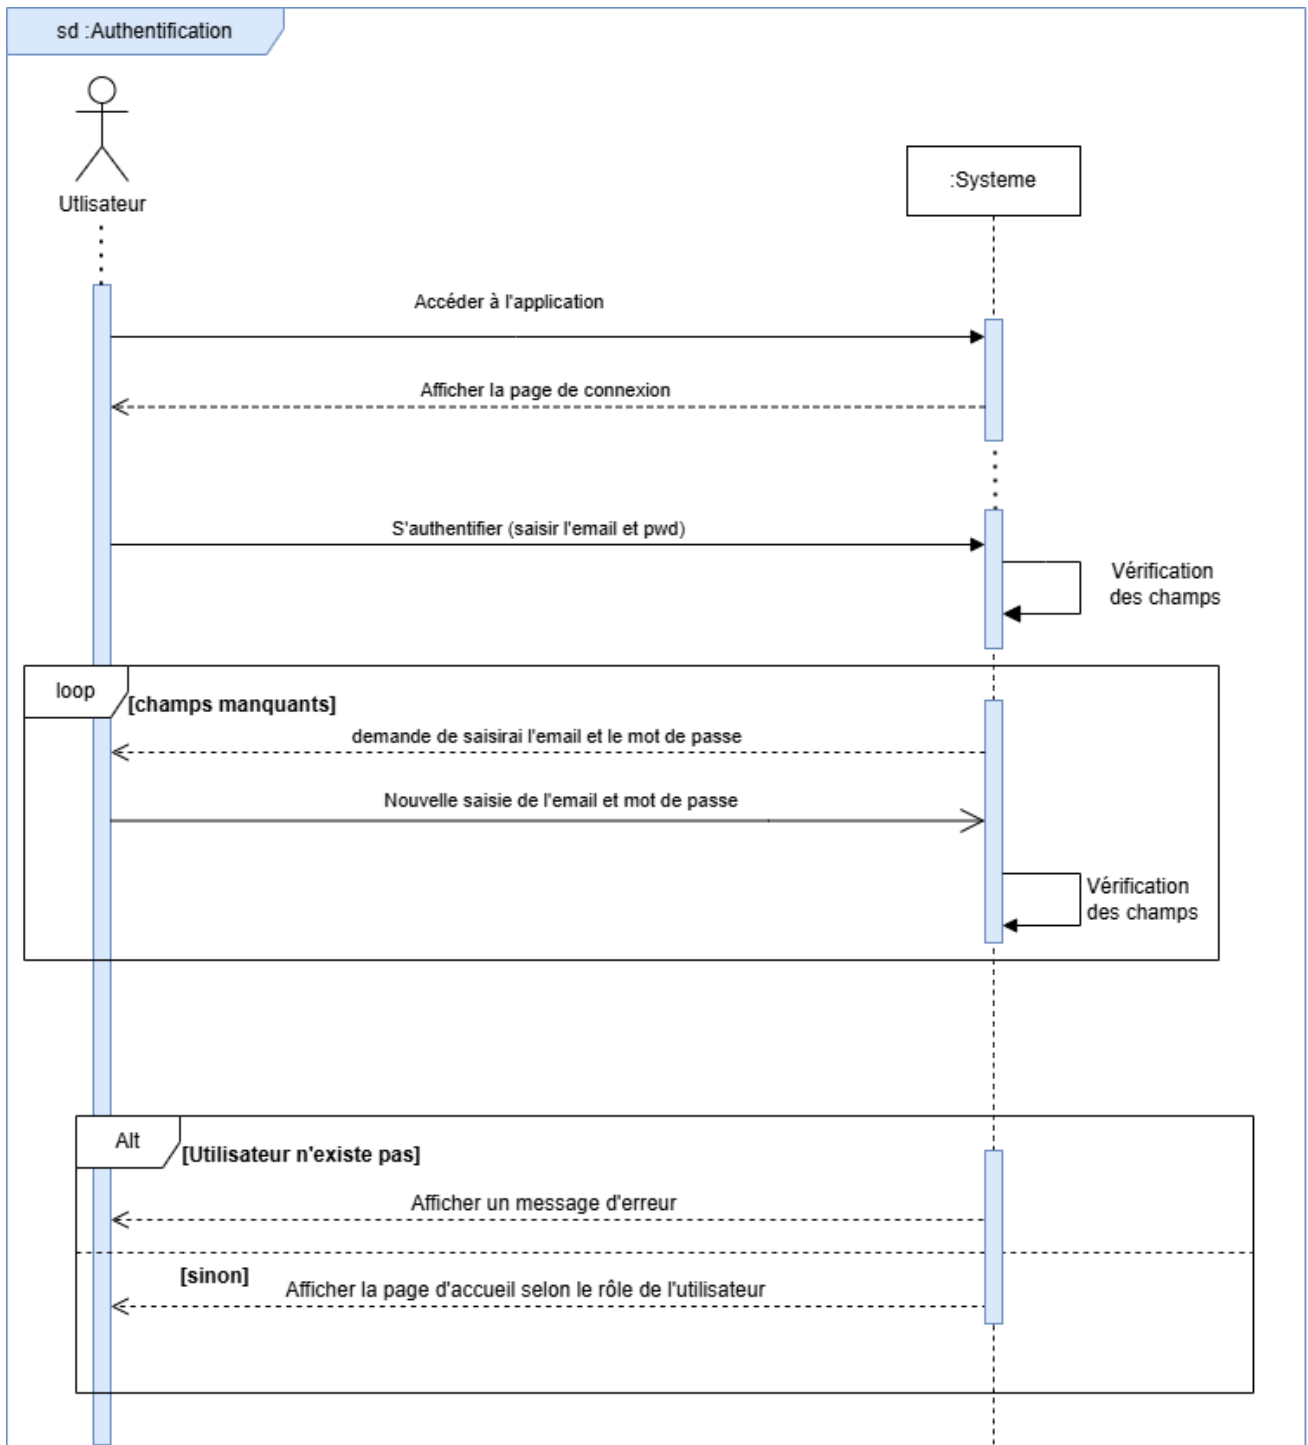 sd :Authentification
Utlisateur
:Systeme
Accéder à l'application
Afficher la page de connexion
S'authentifier (saisir l'email et pwd)
Vérification
des champs
loop
[champs manquants]
demande de saisirai l'email et le mot de passe
Nouvelle saisie de l'email et mot de passe
Vérification
des champs
Alt
[Utilisateur n'existe pas]
Afficher un message d'erreur
[sinon]
Afficher la page d'accueil selon le rôle de l'utilisateur